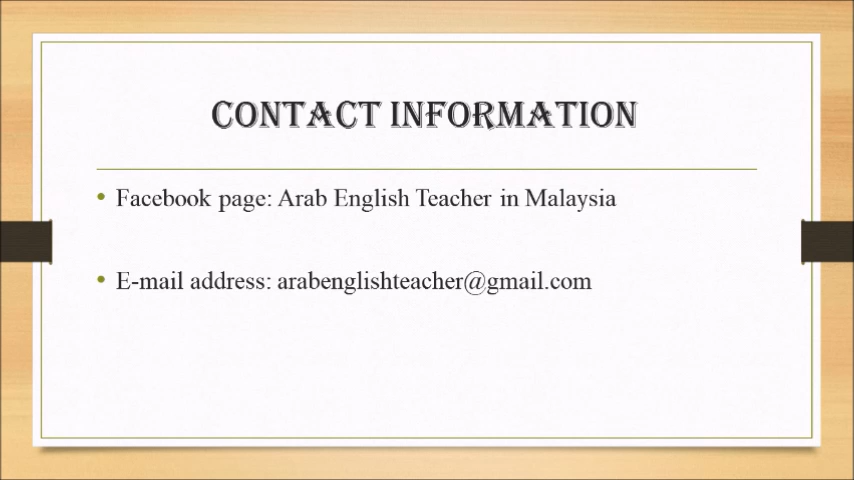 CONTACT INFORMATION
• Facebook page: Arab English Teacher in Malaysia
• E-mail address: arabenglishteacher@gmail.com